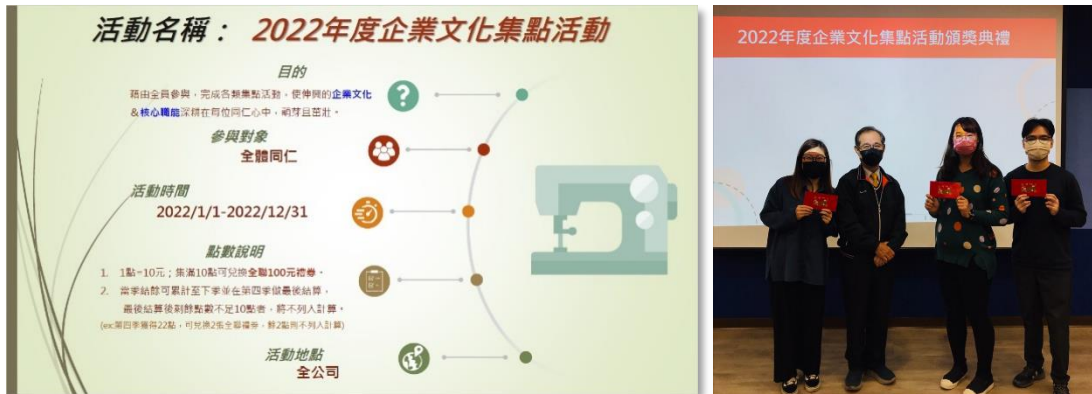 活動名稱： 2022年度企業文化集點活動
目的
藉由全員參與，完成各類集點活動，使伸興的企業文化
&核心職能深耕在每位同仁心中，萌芽且茁壯。
參與對象
全體同仁
活動時間
2022/1/1-2022/12/31
點數說明
1. 1點=10元；集滿10點可兌換全聯100元禮券。
2. 當季結餘可累計至下季並在第四季做最後結算，
最後結算後剩餘點數不足10點者，將不列入計算。
(ex:第四季獲得22點，可兌換2張全聯禮券，餘2點則不列入計算)
活動地點
全公司
2022年度企業文化集點活動頒獎典禮